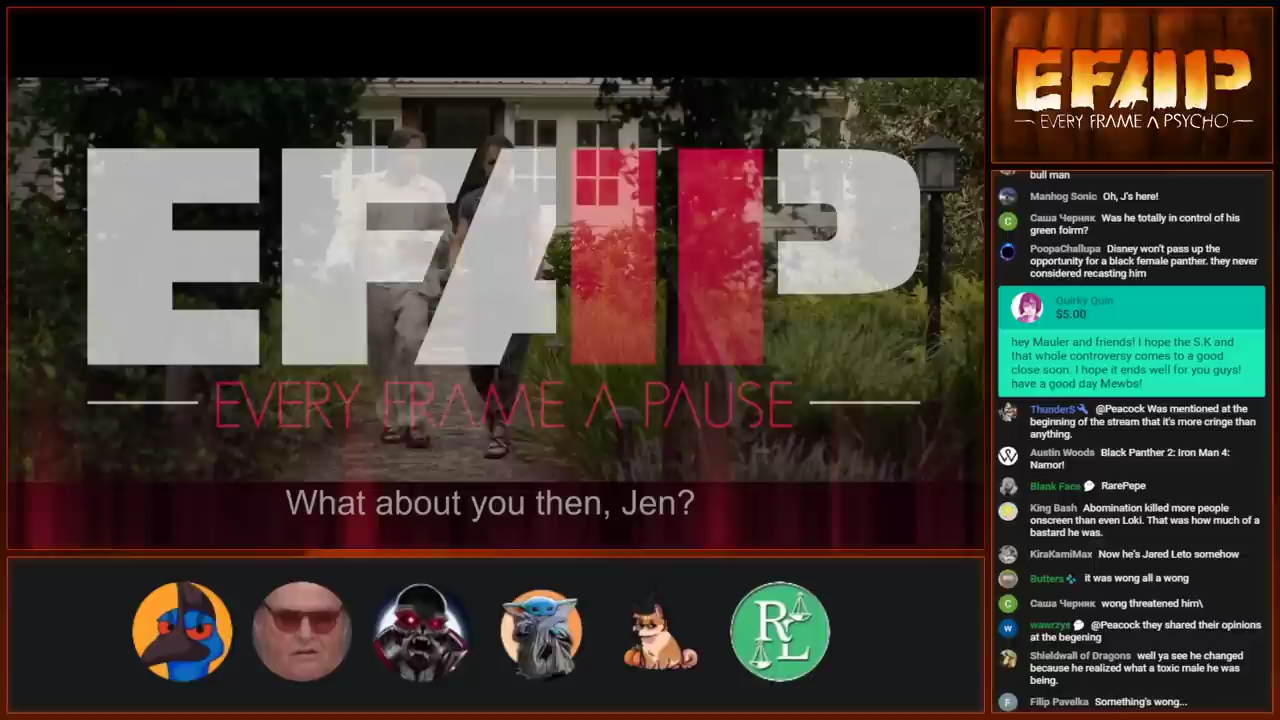 EFAP
EVERY FRAME A PAUSE
What about you then, Jen?
RL
EFAP
EVERY FRAME A PSYCHO
bull man
Manhog Sonic Oh, J's here!
C
Саша Черняк Was he totally in control of his
green foirm?
PoopaChallupa Disney won't pass up the
opportunity for a black female panther. they never
considered recasting him
Quirky Quin
$5.00
hey Mauler and friends! I hope the S.K and
that whole controversy comes to a good
close soon. I hope it ends well for you guys!
have a good day Mewbs!
ThunderS @Peacock Was mentioned at the
beginning of the stream that it's more cringe than
anything.
W
Austin Woods Black Panther 2: Iron Man 4:
Namor!
Blank Face RarePepe
King Bash Abomination killed more people
onscreen than even Loki. That was how much of a
bastard he was.
KiraKamiMax Now he's Jared Leto somehow
Butters it was wong all a wong
C
Саша Черняк wong threatened him\
w
wawrzys @Peacock they shared their opinions
at the begening
Shieldwall of Dragons well ya see he changed
because he realized what a toxic male he was
being.
F
Filip Pavelka Something's wong...